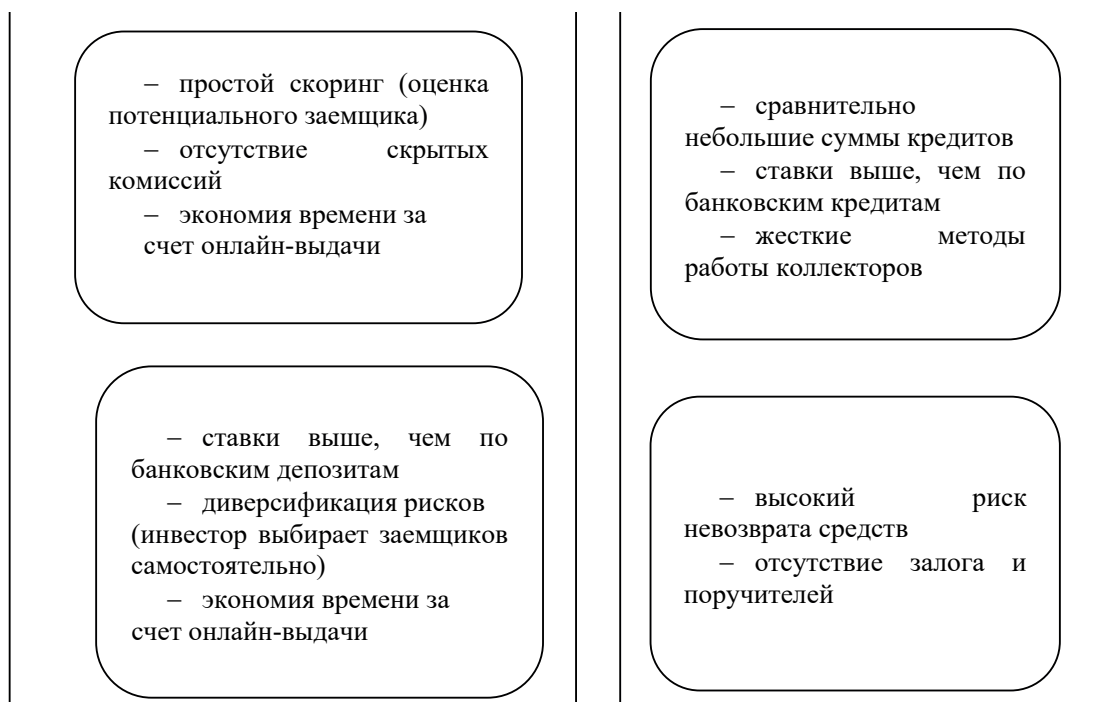 – простой скоринг (оценка
потенциального заемщика)
– отсутствие скрытых
комиссий
– экономия времени за
счет онлайн-выдачи
– сравнительно
небольшие суммы кредитов
– ставки выше, чем по
банковским кредитам
– жесткие методы
работы коллекторов
– ставки выше, чем по
банковским депозитам
– диверсификация рисков
(инвестор выбирает заемщиков
самостоятельно)
– экономия времени за
счет онлайн-выдачи
– высокий риск
невозврата средств
– отсутствие залога и
поручителей